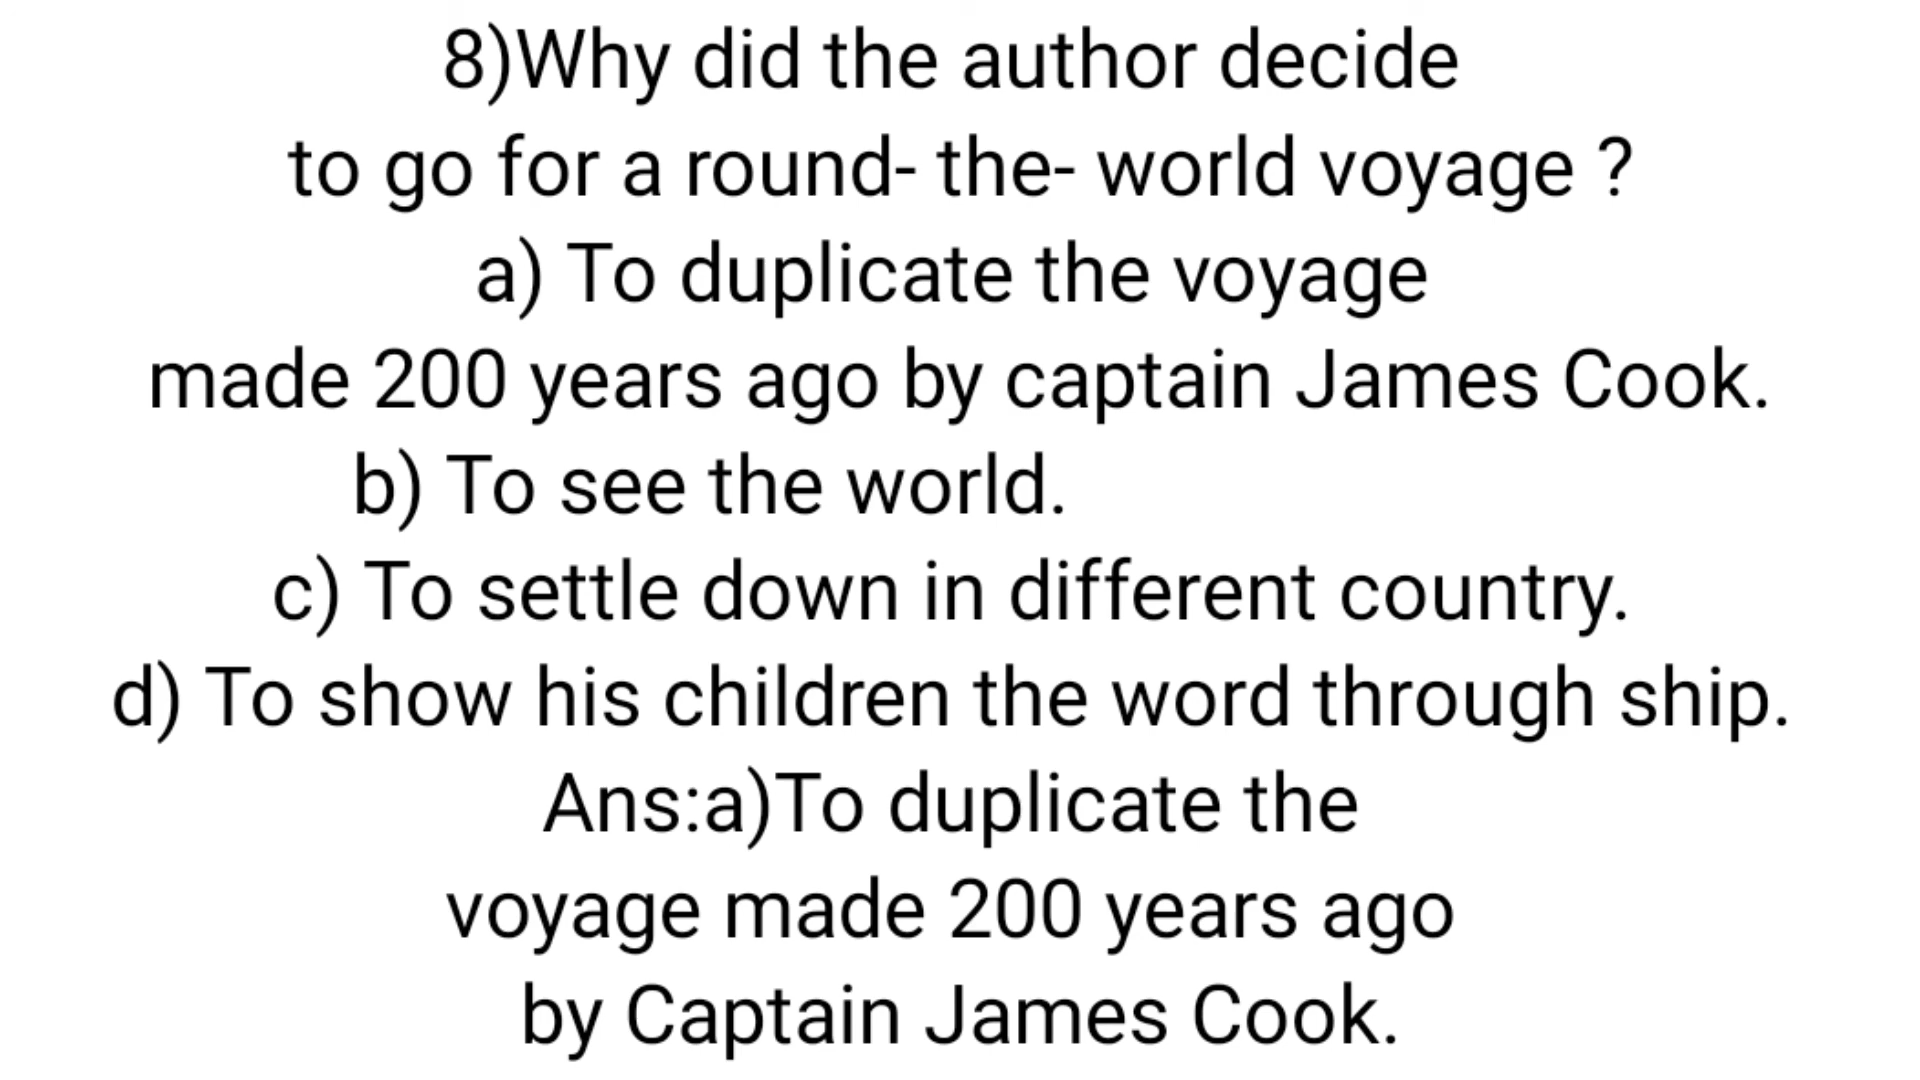 8)Why did the author decide
to go for a round- the- world voyage ?
a) To duplicate the voyage
made 200 years ago by captain James Cook.
b) To see the world.
c) To settle down in different country.
d) To show his children the word through ship.
Ans:a)To duplicate the
voyage made 200 years ago
by Captain James Cook.